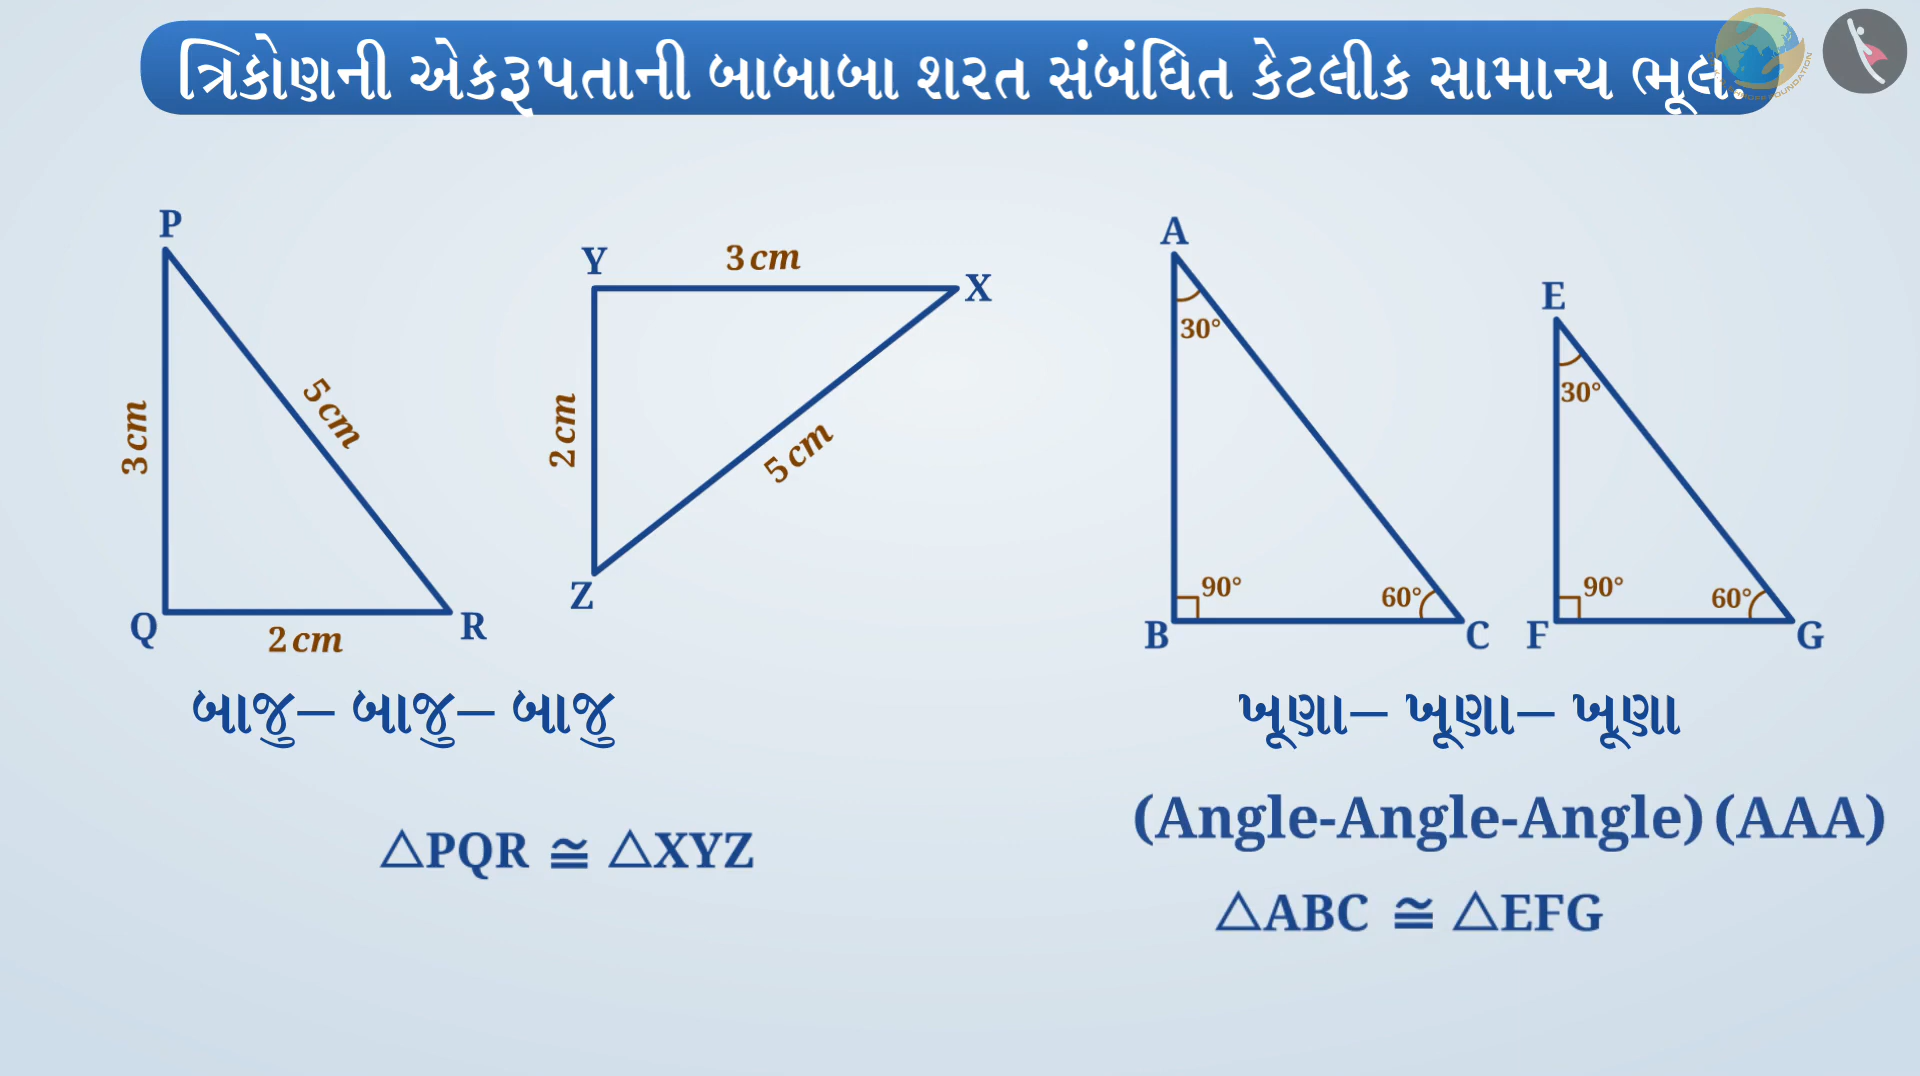 ત્રિકોણની એકરૂપતાની બાબાબા શરત સંબંધિત કેટલીક સામાન્ય ભૂલ.
P
3 cm
5 cm
Q
2 cm
R
Y
3 cm
X
2 cm
5 cm
Z
A
30°
90°
60°
B
C
E
30°
90°
60°
F
G
બાજુ– બાજુ– બાજુ
△PQR ≅ △XYZ
ખૂણા– ખૂણા– ખૂણા
(Angle-Angle-Angle) (AAA)
△ABC ≅ △EFG